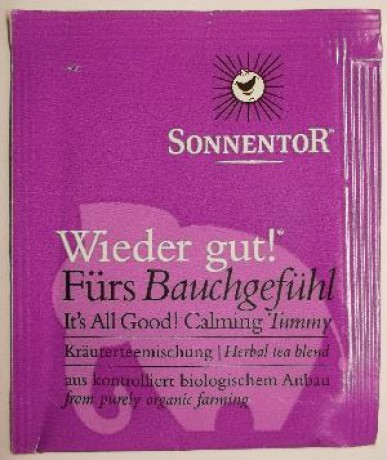 SONNENTOR®
Wieder gut!®
Fürs Bauchgefühl
It's All Good! Calming Tummy
Kräuterteemischung | Herbal tea blend
aus kontrolliert biologischem Anbau
from purely organic farming